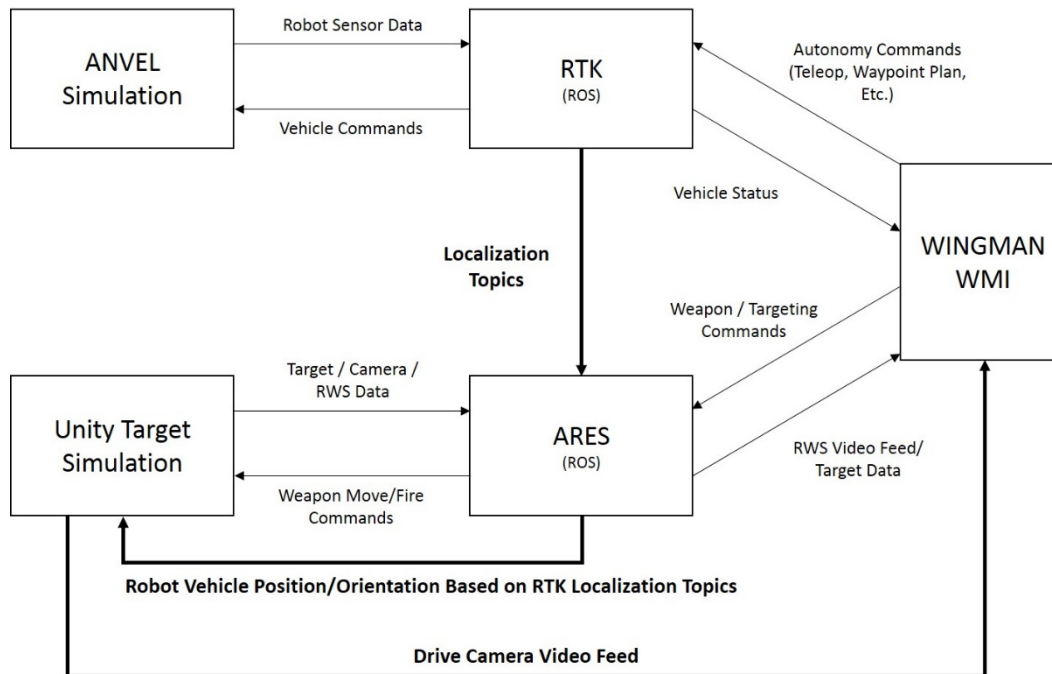 Robot Sensor Data
ANVEL
Simulation
Vehicle Commands
RTK
(ROS)
Autonomy Commands
(Teleop, Waypoint Plan,
Etc.)
Vehicle Status
WINGMAN
WMI
Localization
Topics
Weapon / Targeting
Commands
Target / Camera /
RWS Data
Unity Target
Simulation
Weapon Move/Fire
Commands
ARES
(ROS)
RWS Video Feed/
Target Data
Robot Vehicle Position/Orientation Based on RTK Localization Topics
Drive Camera Video Feed